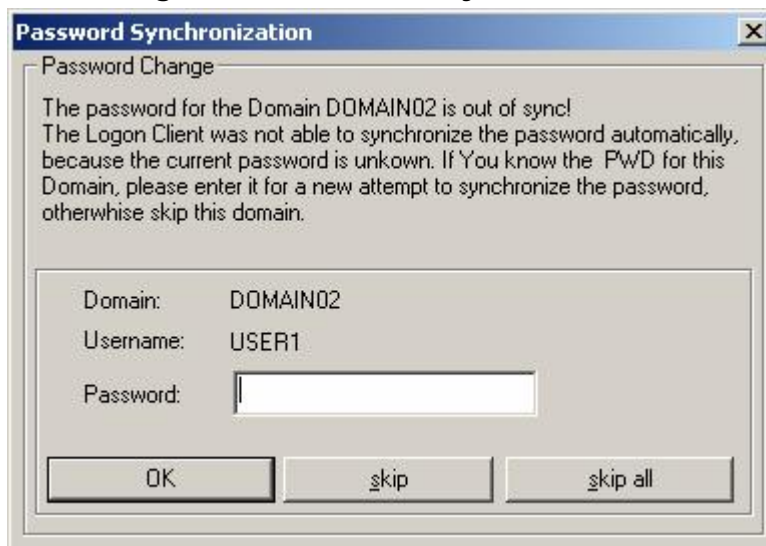 Password Synchronization
Password Change
The password for the Domain DOMAIN02 is out of sync!
The Logon Client was not able to synchronize the password automatically,
because the current password is unkown. If You know the PWD for this
Domain, please enter it for a new attempt to synchronize the password,
otherwhise skip this domain.
Domain: DOMAIN02
Username: USER1
Password:
OK skip skip all